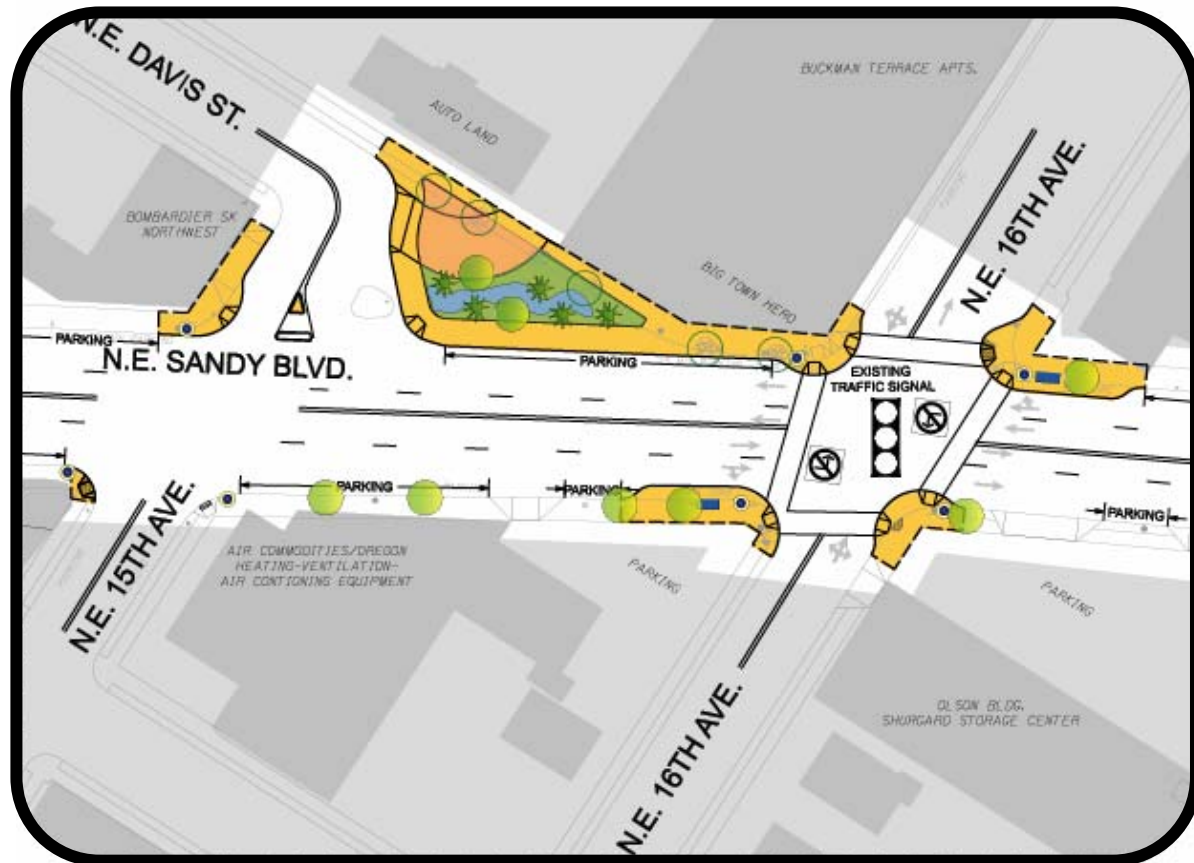 N.E. DAVIS ST.
BUCKMAN TERRACE APTS.
AUTO LAND
N.E. 16TH AVE.
BOMBARDIER SK
NORTHWEST
BIG TOWN HERO
PARKING
N.E. SANDY BLVD.
PARKING
EXISTING
TRAFFIC SIGNAL
PARKING
PARKING
PARKING
N.E. 15TH AVE.
AIR COMMODITIES/OREGON
HEATING-VENTILATION-
AIR CONTIONING EQUIPMENT
PARKING
PARKING
N.E. 16TH AVE.
OLSON BLDG.
SHURGARD STORAGE CENTER